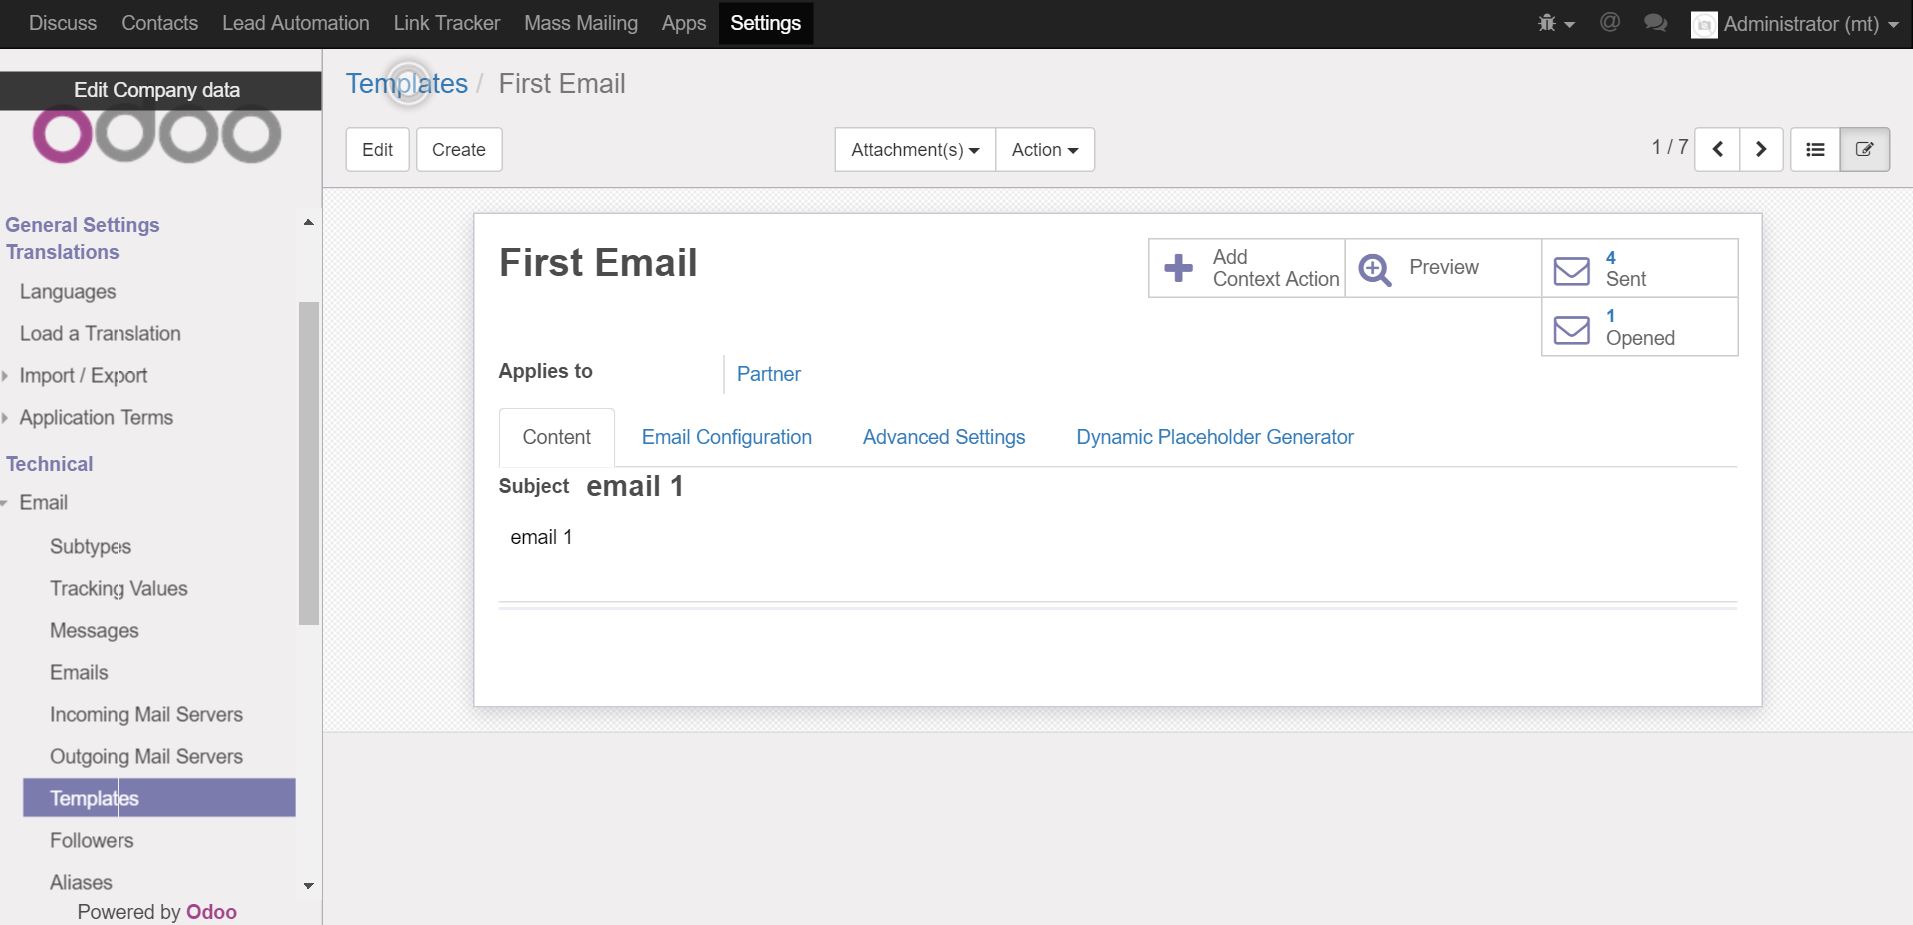 Discuss Contacts Lead Automation Link Tracker Mass Mailing Apps Settings @ Administrator (mt)
Edit Company data
odoo
General Settings
Translations
Languages
Load a Translation
Import / Export
Application Terms
Technical
Email
Subtypes
Tracking Values
Messages
Emails
Incoming Mail Servers
Outgoing Mail Servers
Templates
Followers
Aliases
Powered by Odoo
Templates / First Email
Edit Create Attachment(s) Action 1 / 7
First Email
Add
Context Action
Preview
4
Sent
1
Opened
Applies to Partner
Content Email Configuration Advanced Settings Dynamic Placeholder Generator
Subject email 1
email 1